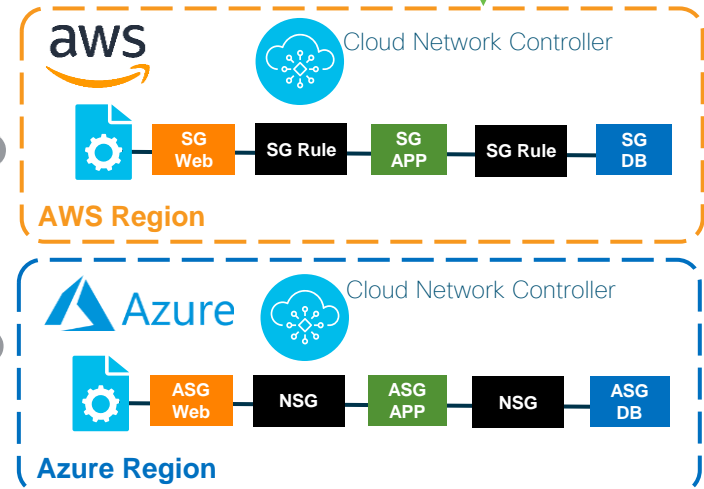 aws
Cloud Network Controller
SG
Web
SG Rule
SG
APP
SG Rule
SG
DB
AWS Region
Azure
Cloud Network Controller
ASG
Web
NSG
ASG
APP
NSG
ASG
DB
Azure Region